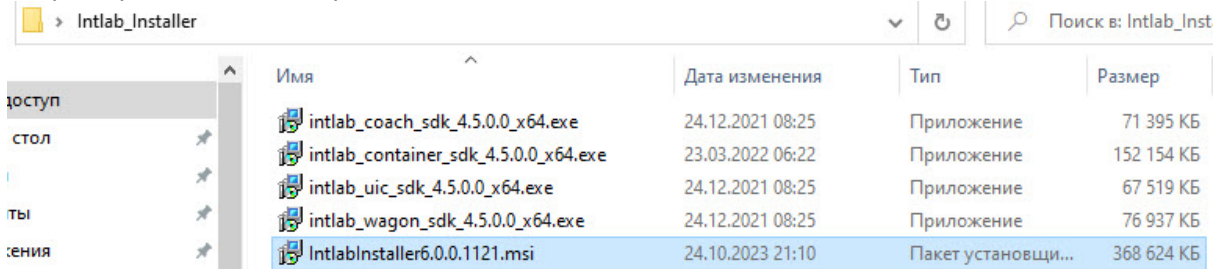 Intlab_Installer Поиск в: Intlab_Inst
Имя Дата изменения Тип Размер
доступ
стол
intlab_coach_sdk_4.5.0.0_x64.exe 24.12.2021 08:25 Приложение 71 395 КБ
intlab_container_sdk_4.5.0.0_x64.exe 23.03.2022 06:22 Приложение 152 154 КБ
intlab_uic_sdk_4.5.0.0_x64.exe 24.12.2021 08:25 Приложение 67 519 КБ
intlab_wagon_sdk_4.5.0.0_x64.exe 24.12.2021 08:25 Приложение 76 937 КБ
IntlabInstaller6.0.0.1121.msi 24.10.2023 21:10 Пакет установщи... 368 624 КБ